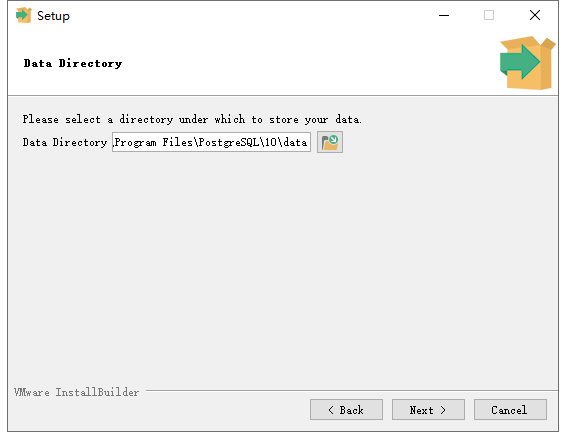 Setup
Data Directory
Please select a directory under which to store your data.
Data Directory Program Files\PostgreSQL\10\data
VMware InstallBuilder
< Back Next > Cancel